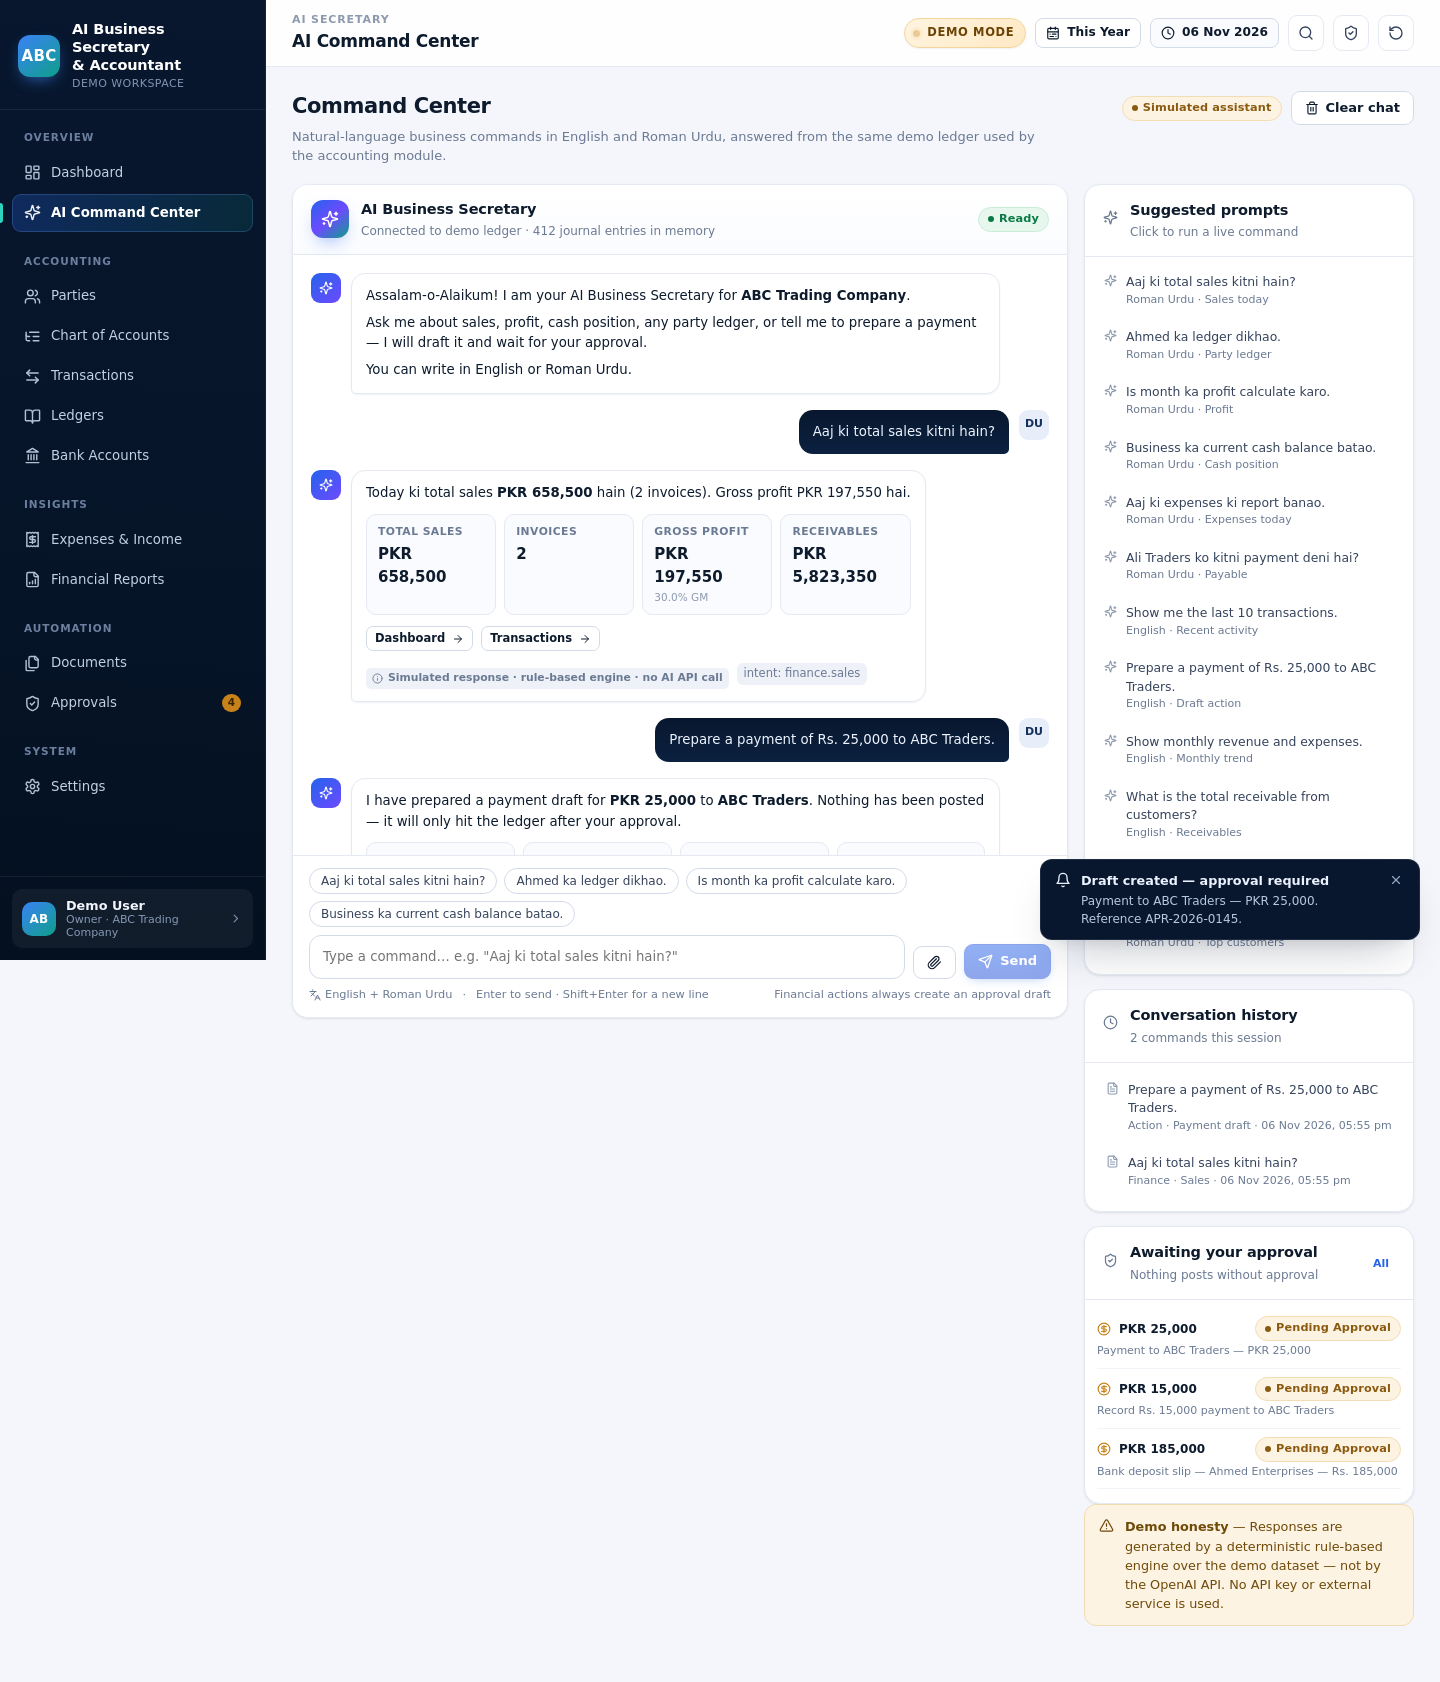 ABC
AI Business
Secretary
& Accountant
DEMO WORKSPACE
OVERVIEW
Dashboard
AI Command Center
ACCOUNTING
Parties
Chart of Accounts
Transactions
Ledgers
Bank Accounts
INSIGHTS
Expenses & Income
Financial Reports
AUTOMATION
Documents
Approvals
4
SYSTEM
Settings
AB
Demo User
Owner · ABC Trading
Company
AI SECRETARY
AI Command Center
DEMO MODE
This Year
06 Nov 2026
Command Center
Natural-language business commands in English and Roman Urdu, answered from the same demo ledger used by
the accounting module.
Simulated assistant
Clear chat
AI Business Secretary
Connected to demo ledger · 412 journal entries in memory
Ready
Assalam-o-Alaikum! I am your AI Business Secretary for ABC Trading Company.
Ask me about sales, profit, cash position, any party ledger, or tell me to prepare a payment
— I will draft it and wait for your approval.
You can write in English or Roman Urdu.
Aaj ki total sales kitni hain?
DU
Today ki total sales PKR 658,500 hain (2 invoices). Gross profit PKR 197,550 hai.
TOTAL SALES
PKR
658,500
INVOICES
2
GROSS PROFIT
PKR
197,550
30.0% GM
RECEIVABLES
PKR
5,823,350
Dashboard
Transactions
Simulated response · rule-based engine · no AI API call
intent: finance.sales
Prepare a payment of Rs. 25,000 to ABC Traders.
DU
I have prepared a payment draft for PKR 25,000 to ABC Traders. Nothing has been posted
— it will only hit the ledger after your approval.
Aaj ki total sales kitni hain?
Ahmed ka ledger dikhao.
Is month ka profit calculate karo.
Business ka current cash balance batao.
Type a command... e.g. "Aaj ki total sales kitni hain?"
Send
English + Roman Urdu · Enter to send · Shift+Enter for a new line
Financial actions always create an approval draft
Suggested prompts
Click to run a live command
Aaj ki total sales kitni hain?
Roman Urdu · Sales today
Ahmed ka ledger dikhao.
Roman Urdu · Party ledger
Is month ka profit calculate karo.
Roman Urdu · Profit
Business ka current cash balance batao.
Roman Urdu · Cash position
Aaj ki expenses ki report banao.
Roman Urdu · Expenses today
Ali Traders ko kitni payment deni hai?
Roman Urdu · Payable
Show me the last 10 transactions.
English · Recent activity
Prepare a payment of Rs. 25,000 to ABC
Traders.
English · Draft action
Show monthly revenue and expenses.
English · Monthly trend
What is the total receivable from
customers?
English · Receivables
Draft created — approval required
Payment to ABC Traders — PKR 25,000.
Reference APR-2026-0145.
Roman Urdu · Top customers
Conversation history
2 commands this session
Prepare a payment of Rs. 25,000 to ABC
Traders.
Action · Payment draft · 06 Nov 2026, 05:55 pm
Aaj ki total sales kitni hain?
Finance · Sales · 06 Nov 2026, 05:55 pm
Awaiting your approval
Nothing posts without approval
All
PKR 25,000
Pending Approval
Payment to ABC Traders — PKR 25,000
PKR 15,000
Pending Approval
Record Rs. 15,000 payment to ABC Traders
PKR 185,000
Pending Approval
Bank deposit slip — Ahmed Enterprises — Rs. 185,000
Demo honesty — Responses are
generated by a deterministic rule-based
engine over the demo dataset — not by
the OpenAI API. No API key or external
service is used.